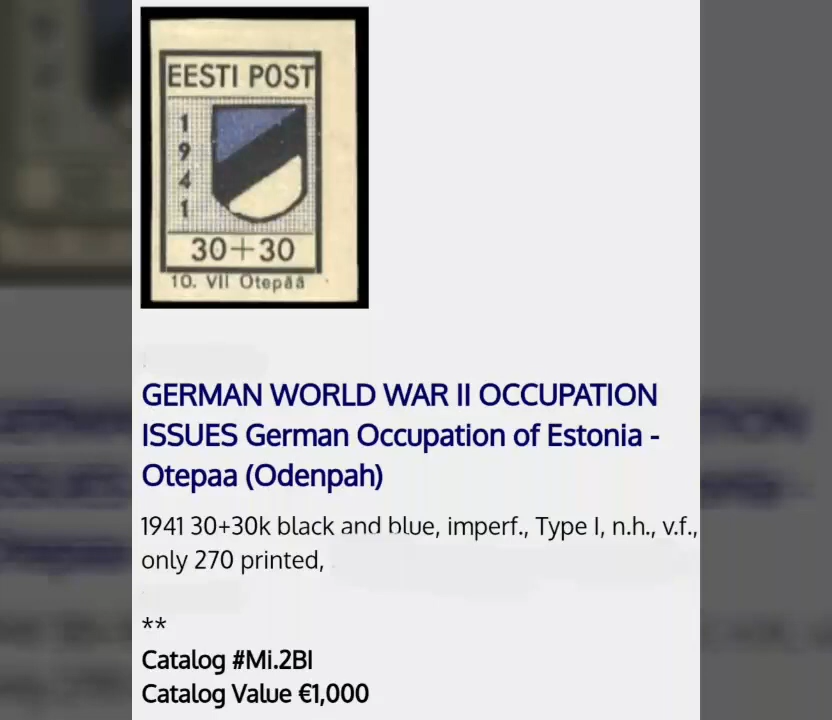 EESTI POST
1
9
4
1
30+30
10. VII Otepää
GERMAN WORLD WAR II OCCUPATION
ISSUES German Occupation of Estonia -
Otepaa (Odenpah)
1941 30+30k black and blue, imperf., Type I, n.h., v.f.,
only 270 printed,
**
Catalog #Mi.2BI
Catalog Value €1,000